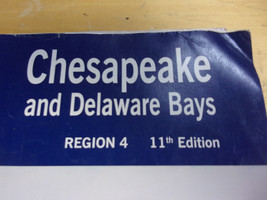 Chesapeake
and Delaware Bays
REGION 4 11th Edition